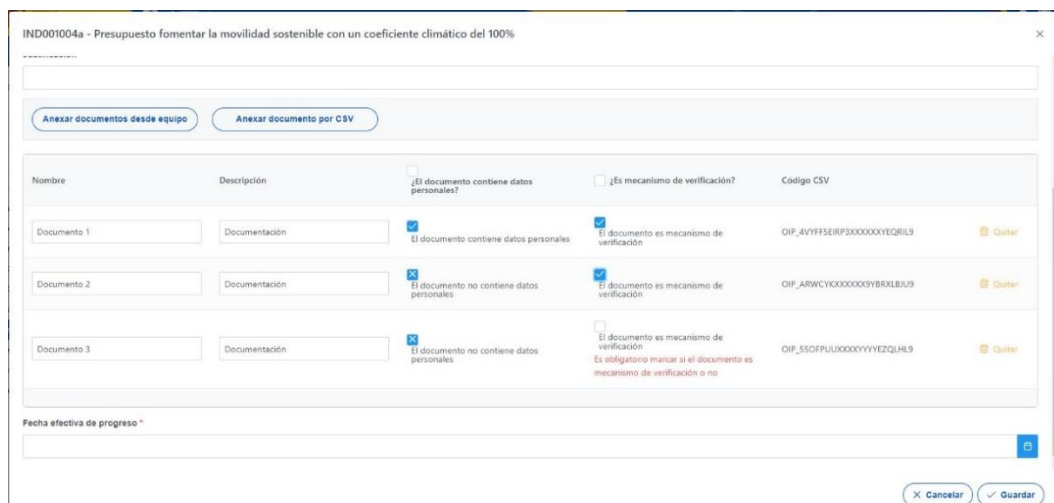 IND001004a - Presupuesto fomentar la movilidad sostenible con un coeficiente climático del 100%
Anexar documentos desde equipo
Anexar documento por CSV
Nombre
Descripción
¿El documento contiene datos
personales?
¿Es mecanismo de verificación?
Código CSV
Documento 1
Documentación
El documento contiene datos personales
El documento es mecanismo de
verificación
OIP_4VYFFSEIRP3XXXXXXYEQRIL9
Quitar
Documento 2
Documentación
El documento no contiene datos
personales
El documento es mecanismo de
verificación
OIP_ARWCYKXXXXXX9YBRXLBJU9
Quitar
Documento 3
Documentación
El documento no contiene datos
personales
El documento es mecanismo de
verificación
Es obligatorio marcar si el documento es
mecanismo de verificación o no
OIP_55OFPUUXXXXYYYYEZQLHL9
Quitar
Fecha efectiva de progreso *
Cancelar
Guardar